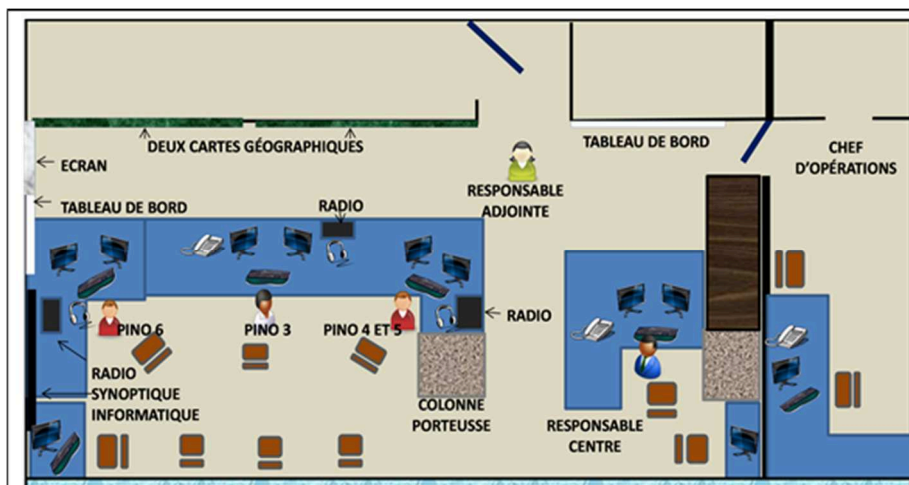 DEUX CARTES GÉOGRAPHIQUES
TABLEAU DE BORD
CHEF
D'OPÉRATIONS
ECRAN
RESPONSABLE
ADJOINTE
TABLEAU DE BORD
RADIO
PINO 6
PINO 3
PINO 4 ET 5
RADIO
RADIO
SYNOPTIQUE
INFORMATIQUE
COLONNE
PORTEUSSE
RESPONSABLE
CENTRE